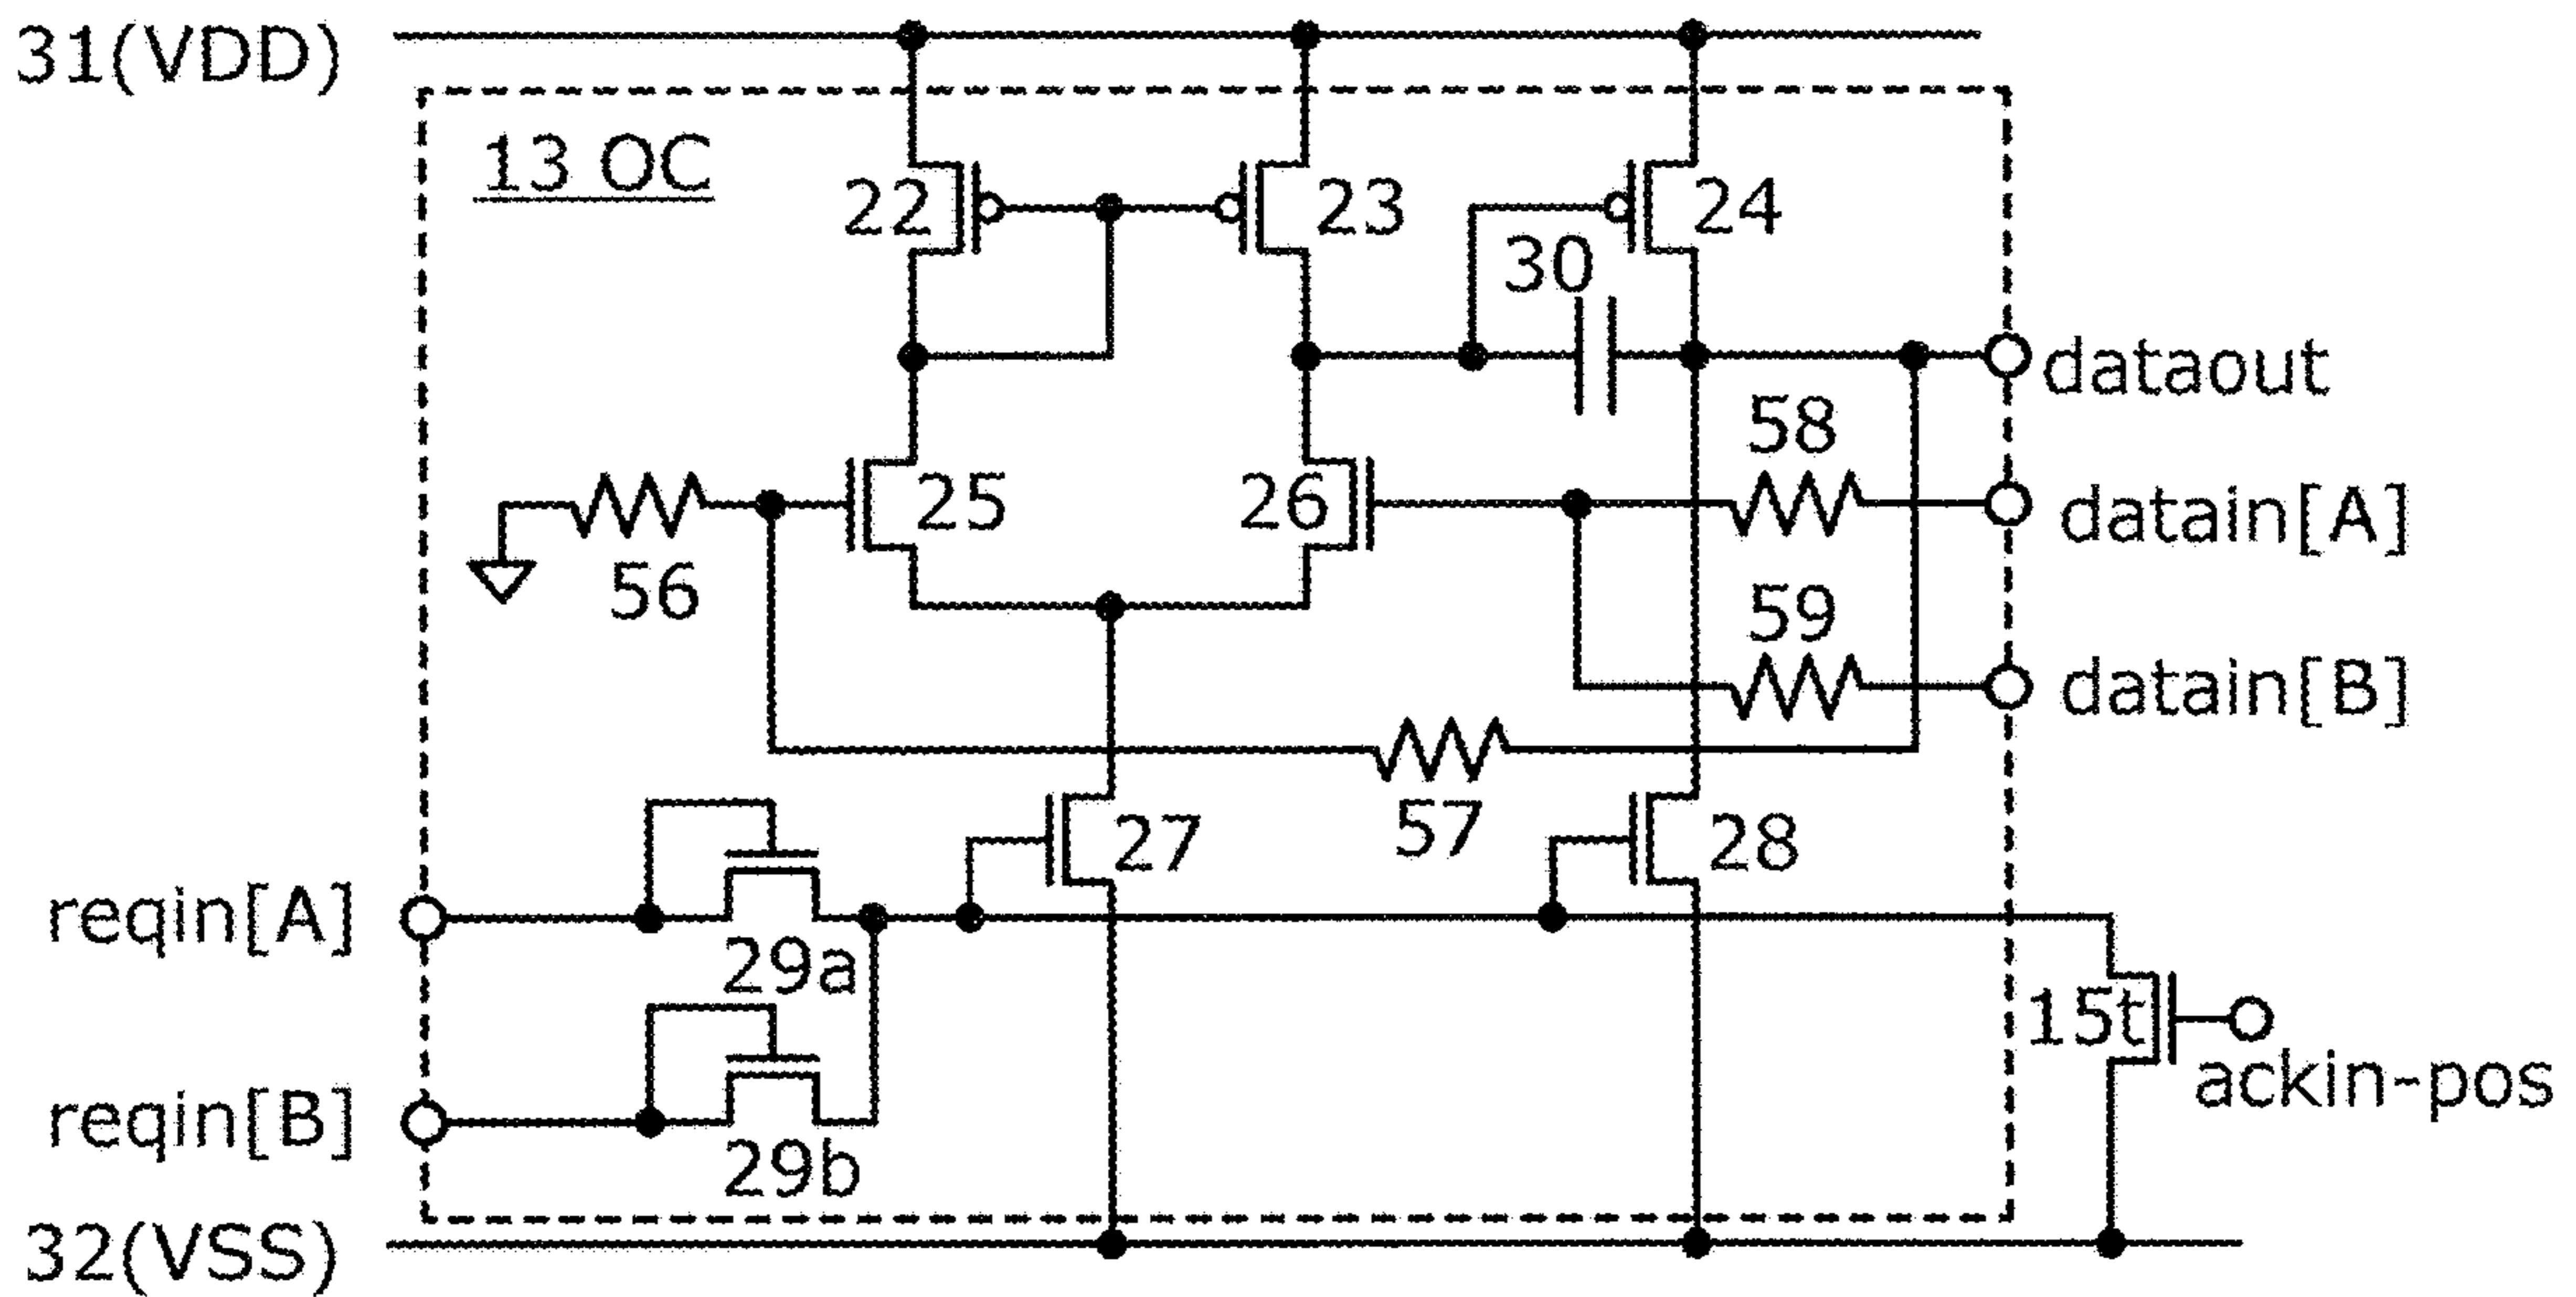 31(VDD)
13 OC
22
23
24
30
dataout
58
25
26
datain[A]
56
59
datain[B]
57
27
28
reqin[A]
29a
15t
ackin-pos
reqin[B]
29b
32(VSS)